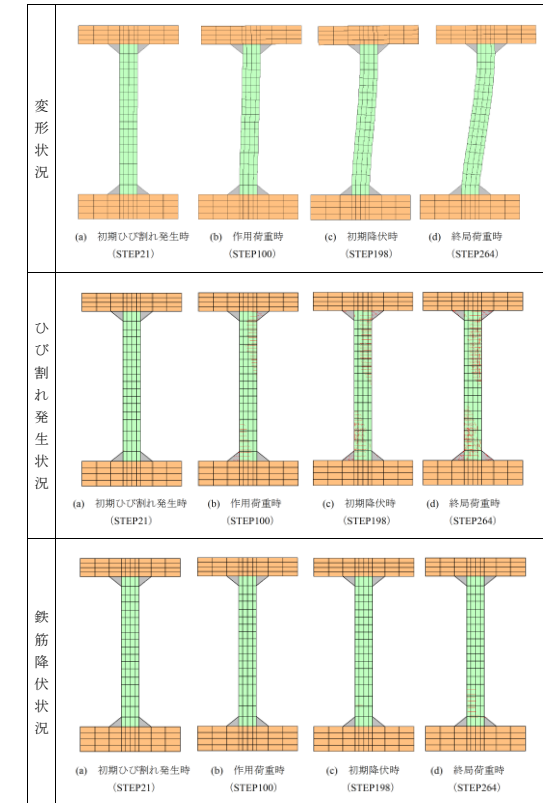 変形状況
(a) 初期ひび割れ発生時 (b) 作用荷重時 (c) 初期降伏時 (d) 終局荷重時
(STEP21) (STEP100) (STEP198) (STEP264)
ひび割れ発生状況
(a) 初期ひび割れ発生時 (b) 作用荷重時 (c) 初期降伏時 (d) 終局荷重時
(STEP21) (STEP100) (STEP198) (STEP264)
鉄筋降伏状況
(a) 初期ひび割れ発生時 (b) 作用荷重時 (c) 初期降伏時 (d) 終局荷重時
(STEP21) (STEP100) (STEP198) (STEP264)